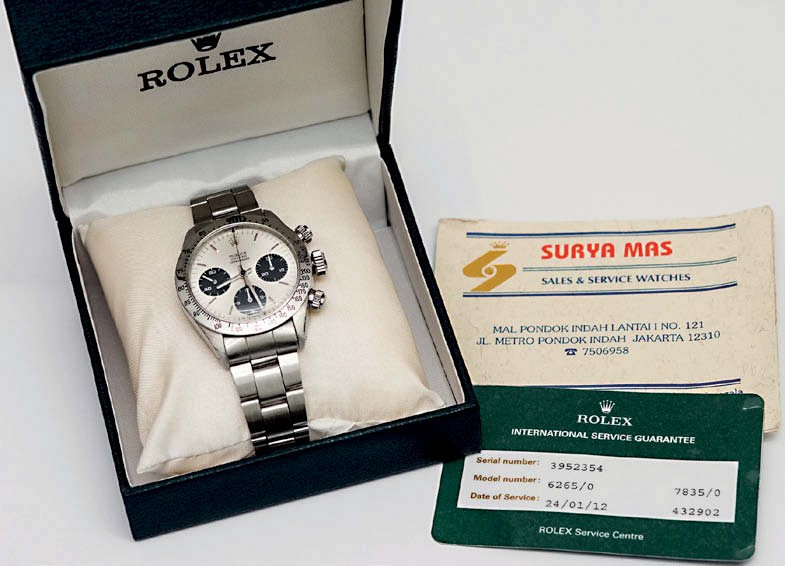 ROLEX
ROLEX
SURYA MAS
SALES & SERVICE WATCHES
MAL PONDOK INDAH LANTAI I NO. 121
JL. METRO PONDOK INDAH JAKARTA 12310
☎ 7506958
ROLEX
INTERNATIONAL SERVICE GUARANTEE
Serial number: 3952354
Model number: 6265/0 7835/0
Date of Service: 24/01/12 432902
ROLEX Service Centre